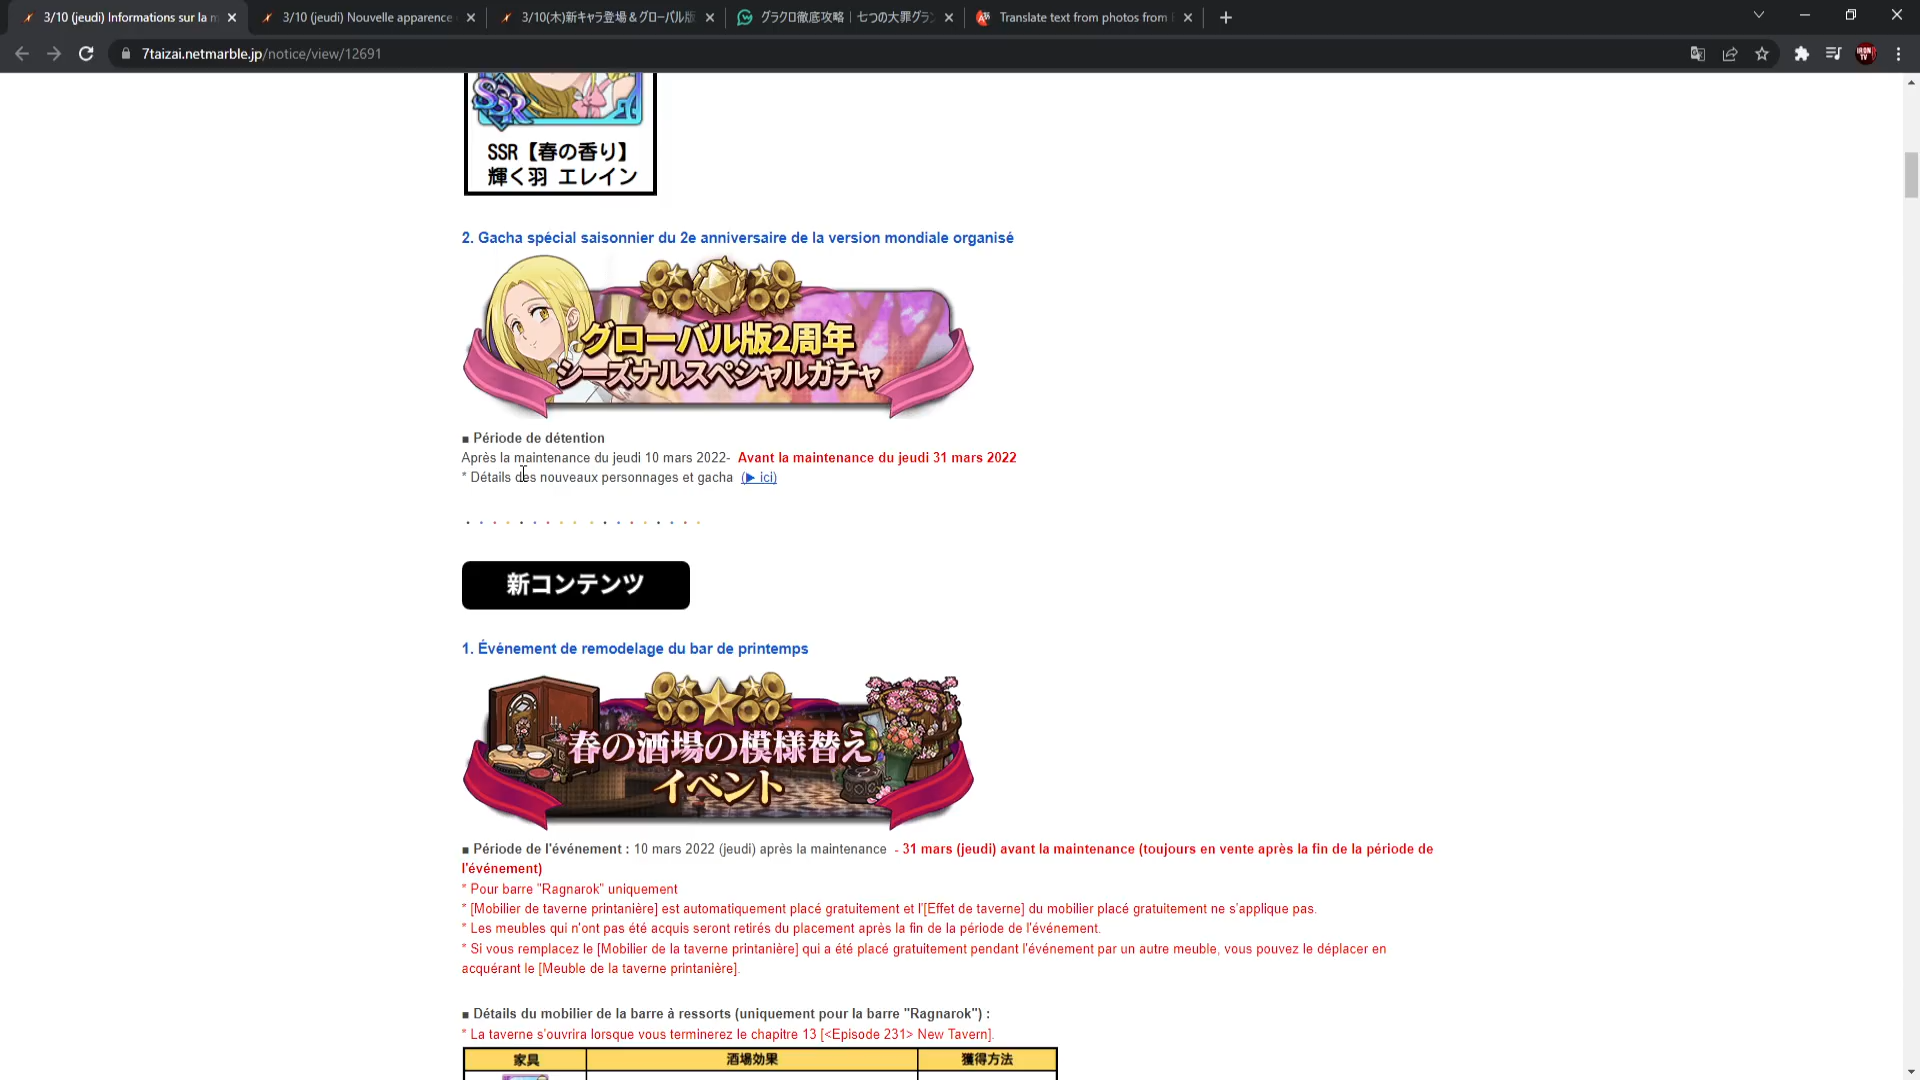 3/10 (jeudi) Informations sur la m
3/10 (jeudi) Nouvelle apparence
3/10(木)新キャラ登場&グローバル版
グラクロ徹底攻略｜七つの大罪グラン
Translate text from photos from
7taizai.netmarble.jp/notice/view/12691
SSR
SSR【春の香り】
輝く羽 エレイン
2. Gacha spécial saisonnier du 2e anniversaire de la version mondiale organisé
グローバル版2周年
シーズナルスペシャルガチャ
■ Période de détention
Après la maintenance du jeudi 10 mars 2022- Avant la maintenance du jeudi 31 mars 2022
* Détails des nouveaux personnages et gacha (▶ ici)
新コンテンツ
1. Événement de remodelage du bar de printemps
春の酒場の模様替え
イベント
■ Période de l'événement : 10 mars 2022 (jeudi) après la maintenance - 31 mars (jeudi) avant la maintenance (toujours en vente après la fin de la période de
l'événement)
* Pour barre "Ragnarok" uniquement
* [Mobilier de taverne printanière] est automatiquement placé gratuitement et l'[Effet de taverne] du mobilier placé gratuitement ne s'applique pas.
* Les meubles qui n'ont pas été acquis seront retirés du placement après la fin de la période de l'événement.
* Si vous remplacez le [Mobilier de la taverne printanière] qui a été placé gratuitement pendant l'événement par un autre meuble, vous pouvez le déplacer en
acquérant le [Meuble de la taverne printanière].
■ Détails du mobilier de la barre à ressorts (uniquement pour la barre "Ragnarok") :
* La taverne s'ouvrira lorsque vous terminerez le chapitre 13 [<Episode 231> New Tavern].
家具 酒場効果 獲得方法